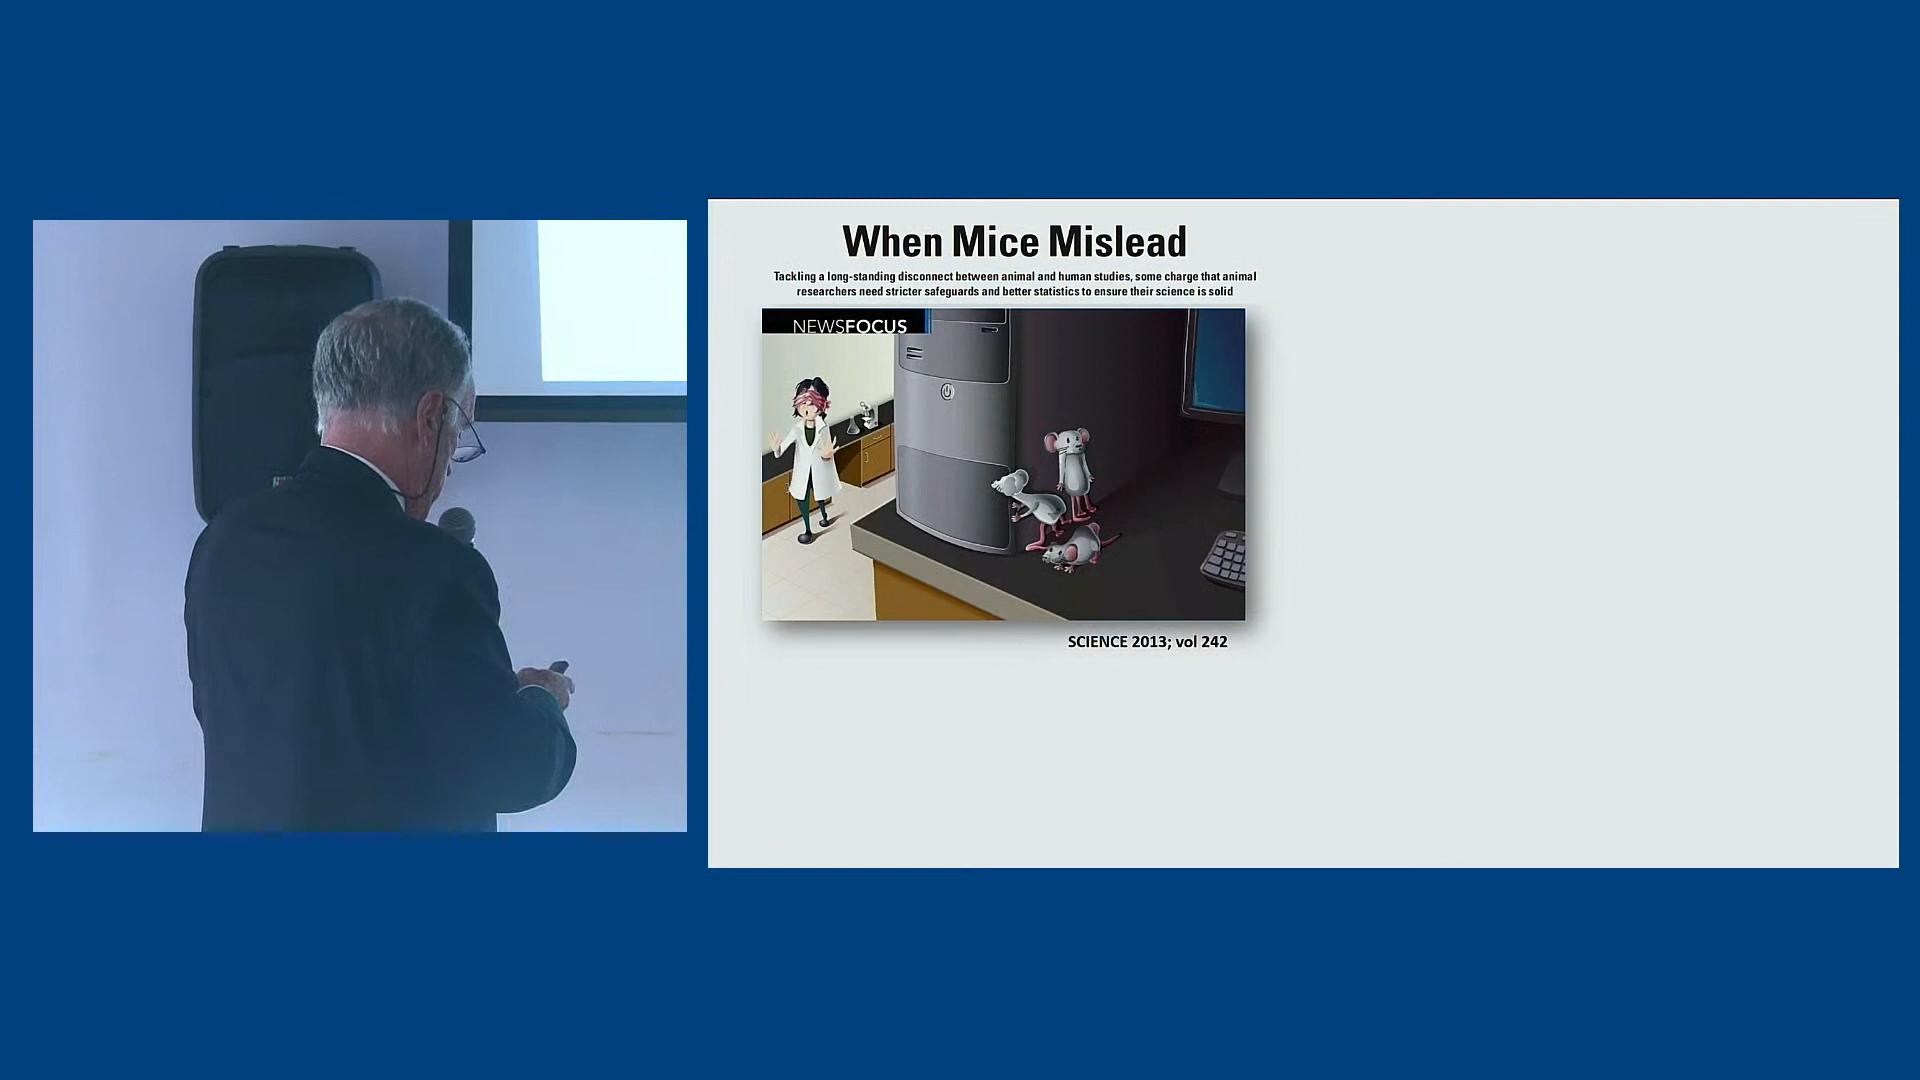 When Mice Mislead
Tackling a long-standing disconnect between animal and human studies, some charge that animal
researchers need stricter safeguards and better statistics to ensure their science is solid
NEWSFOCUS
SCIENCE 2013; vol 242